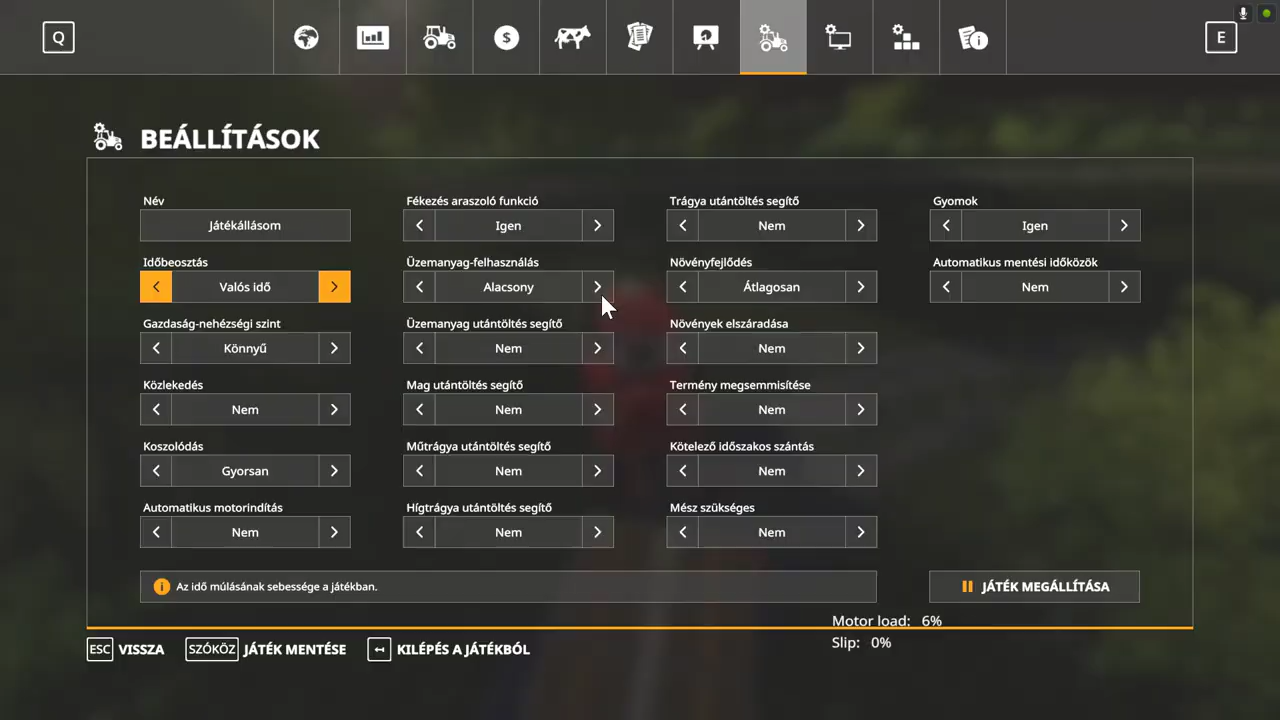 Q
E
BEÁLLÍTÁSOK
Név
Játékállásom
Időbeosztás
Valós idő
Gazdaság-nehézségi szint
Könnyű
Közlekedés
Nem
Koszolódás
Gyorsan
Automatikus motorindítás
Nem
Fékezés araszoló funkció
Igen
Üzemanyag-felhasználás
Alacsony
Üzemanyag utántöltés segítő
Nem
Mag utántöltés segítő
Nem
Műtrágya utántöltés segítő
Nem
Hígtrágya utántöltés segítő
Nem
Trágya utántöltés segítő
Nem
Növényfejlődés
Átlagosan
Növények elszáradása
Nem
Termény megsemmisítése
Nem
Kötelező időszakos szántás
Nem
Mész szükséges
Nem
Gyomok
Igen
Automatikus mentési időközök
Nem
Az idő múlásának sebessége a játékban.
JÁTÉK MEGÁLLÍTÁSA
Motor load: 6%
Slip: 0%
ESC VISSZA SZÓKÖZ JÁTÉK MENTÉSE KILÉPÉS A JÁTÉKBÓL